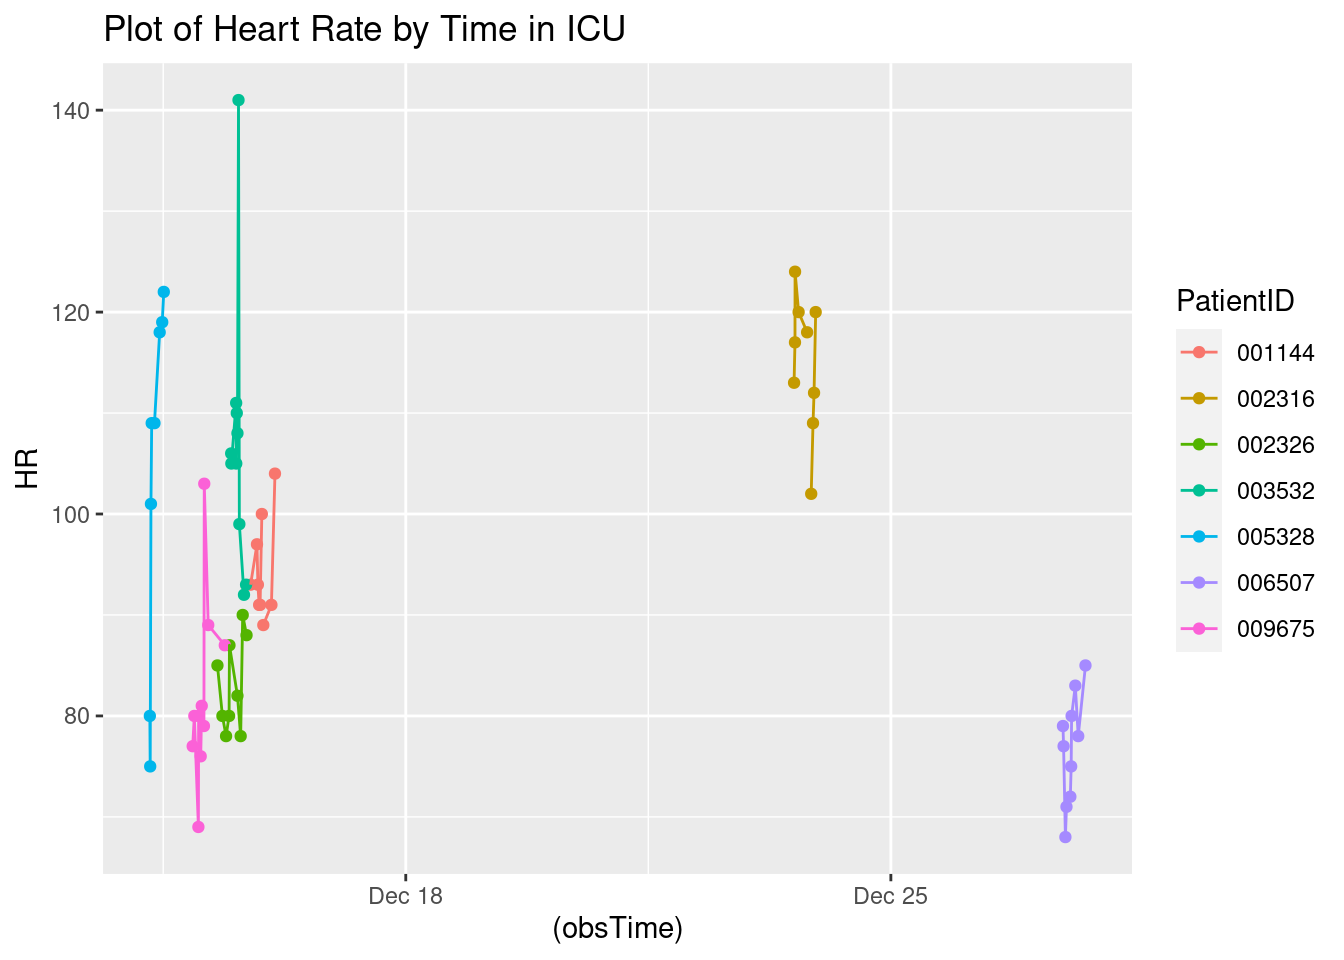 Plot of Heart Rate by Time in ICU
140
120
100
80
HR
Dec 18
Dec 25
(obsTime)
PatientID
001144
002316
002326
003532
005328
006507
009675